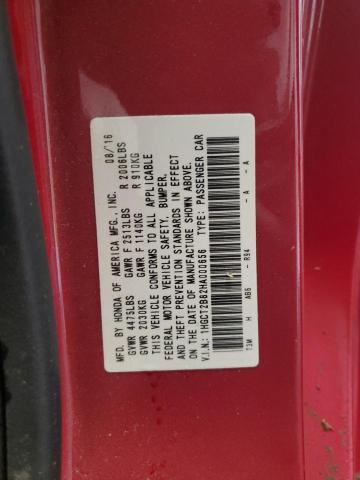 MFD. BY HONDA OF AMERICA MFG., INC. 08/16
GVWR 4475LBS GAWR F 2513LBS R 2006LBS
GVWR 2030KG GAWR F 1140KG R 910KG
THIS VEHICLE CONFORMS TO ALL APPLICABLE
FEDERAL MOTOR VEHICLE SAFETY, BUMPER,
AND THEFT PREVENTION STANDARDS IN EFFECT
ON THE DATE OF MANUFACTURE SHOWN ABOVE.
V.I.N.: 1HGCT2B82HA000656 TYPE: PASSENGER CAR
T3M H AB6 - R94 - A - A